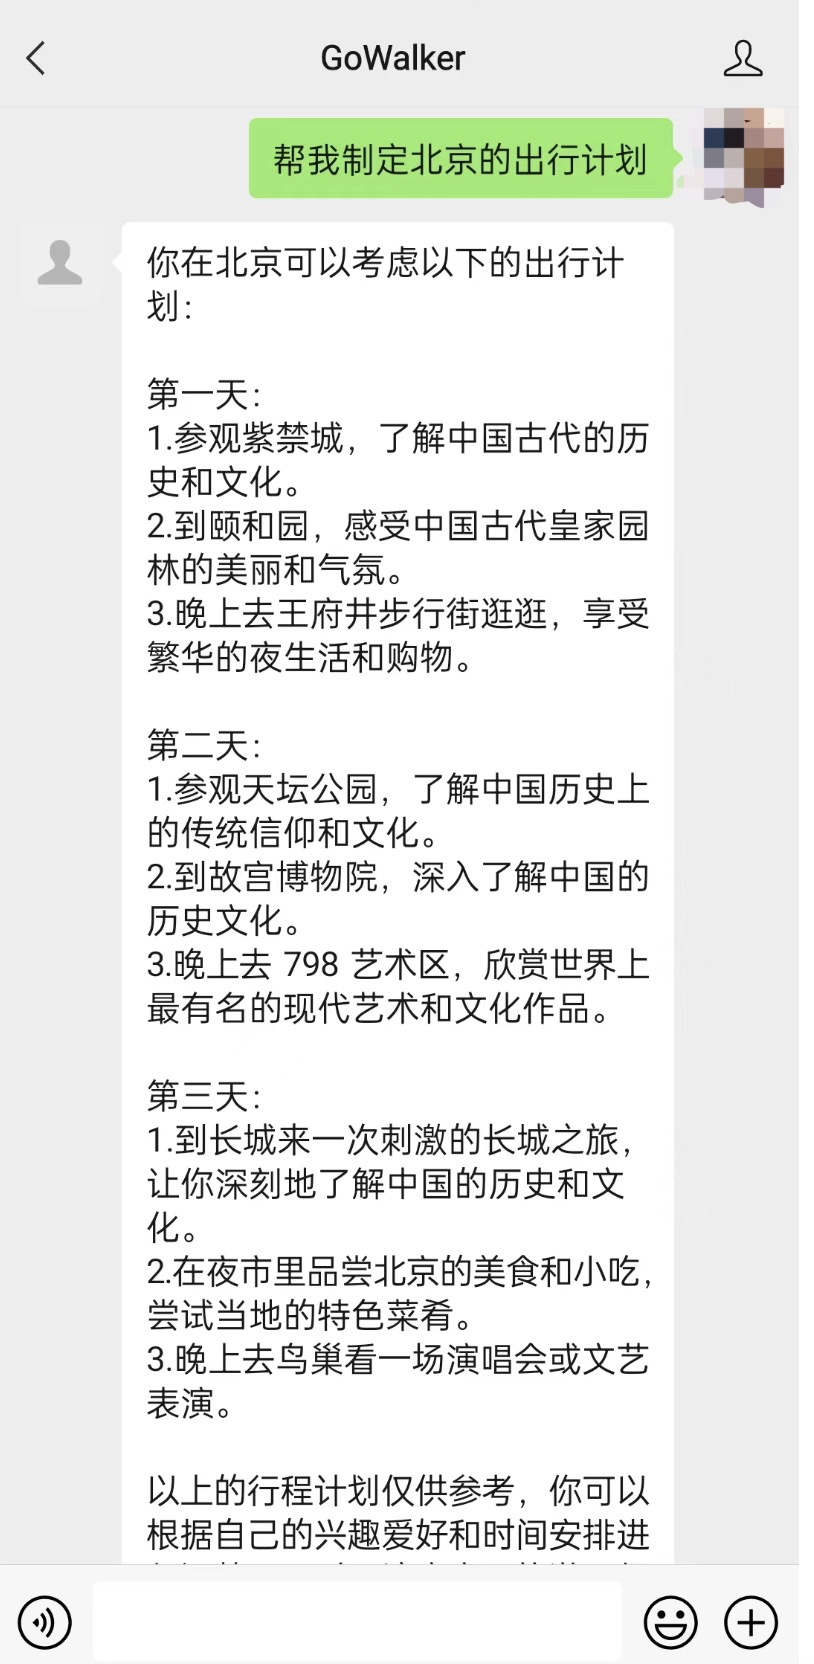 GoWalker
帮我制定北京的出行计划
你在北京可以考虑以下的出行计
划：
第一天：
1.参观紫禁城，了解中国古代的历
史和文化。
2.到颐和园，感受中国古代皇家园
林的美丽和气氛。
3.晚上去王府井步行街逛逛，享受
繁华的夜生活和购物。
第二天：
1.参观天坛公园，了解中国历史上
的传统信仰和文化。
2.到故宫博物院，深入了解中国的
历史文化。
3.晚上去 798 艺术区，欣赏世界上
最有名的现代艺术和文化作品。
第三天：
1.到长城来一次刺激的长城之旅，
让你深刻地了解中国的历史和文
化。
2.在夜市里品尝北京的美食和小吃，
尝试当地的特色菜肴。
3.晚上去鸟巢看一场演唱会或文艺
表演。
以上的行程计划仅供参考，你可以
根据自己的兴趣爱好和时间安排进